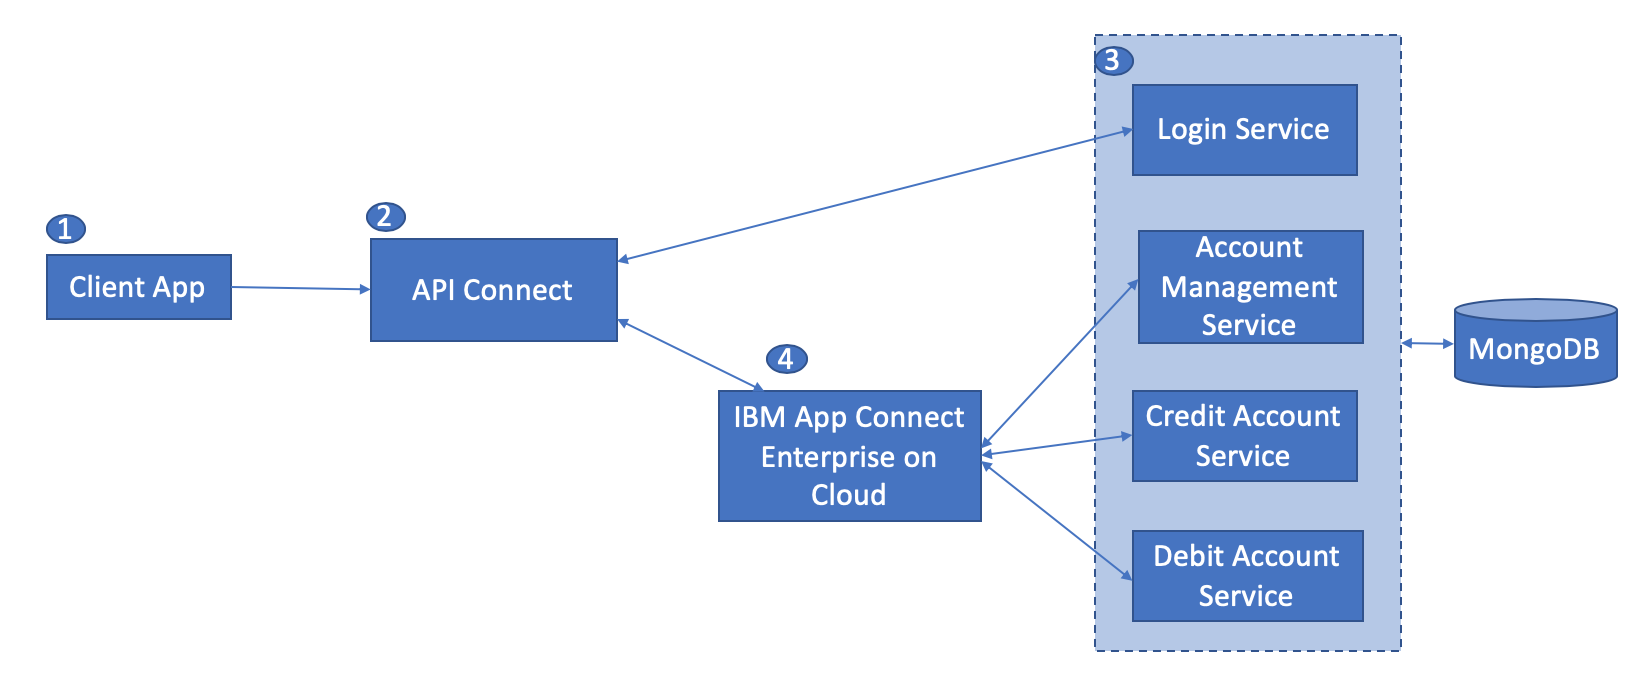 1
Client App
2
API Connect
4
IBM App Connect
Enterprise on
Cloud
3
Login Service
Account
Management
Service
Credit Account
Service
Debit Account
Service
MongoDB